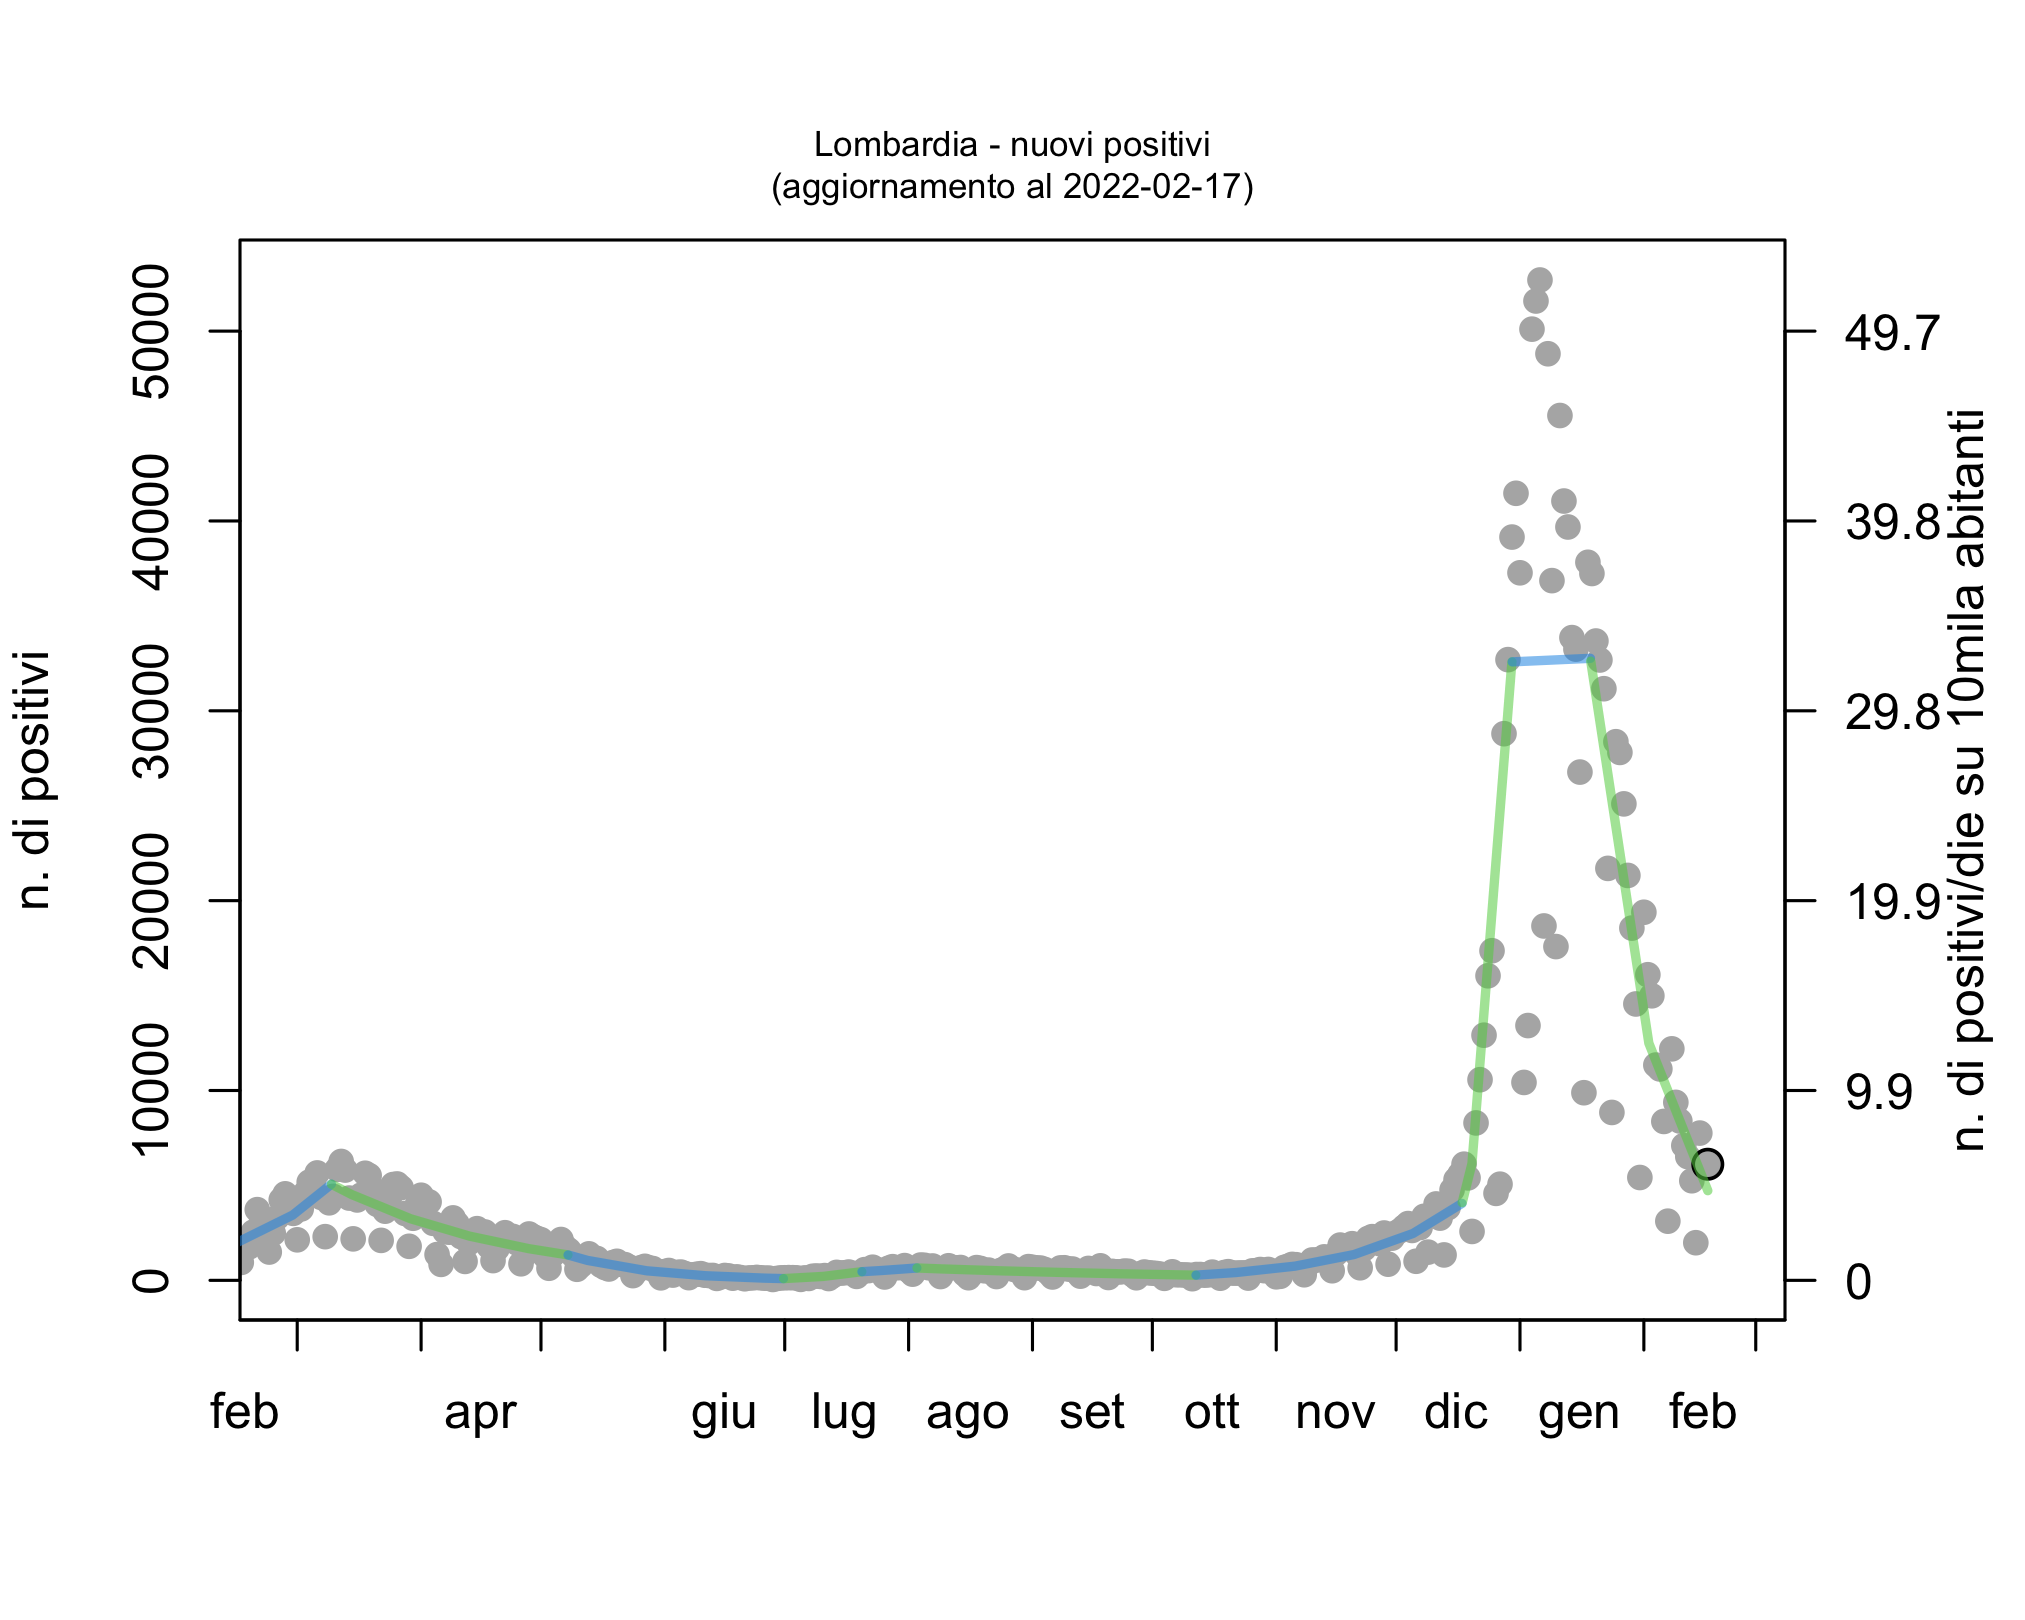 Lombardia - nuovi positivi
(aggiornamento al 2022-02-17)
n. di positivi
50000
40000
30000
20000
10000
0
49.7
39.8
29.8
19.9
9.9
0
n. di positivi/die su 10mila abitanti
feb apr giu lug ago set ott nov dic gen feb